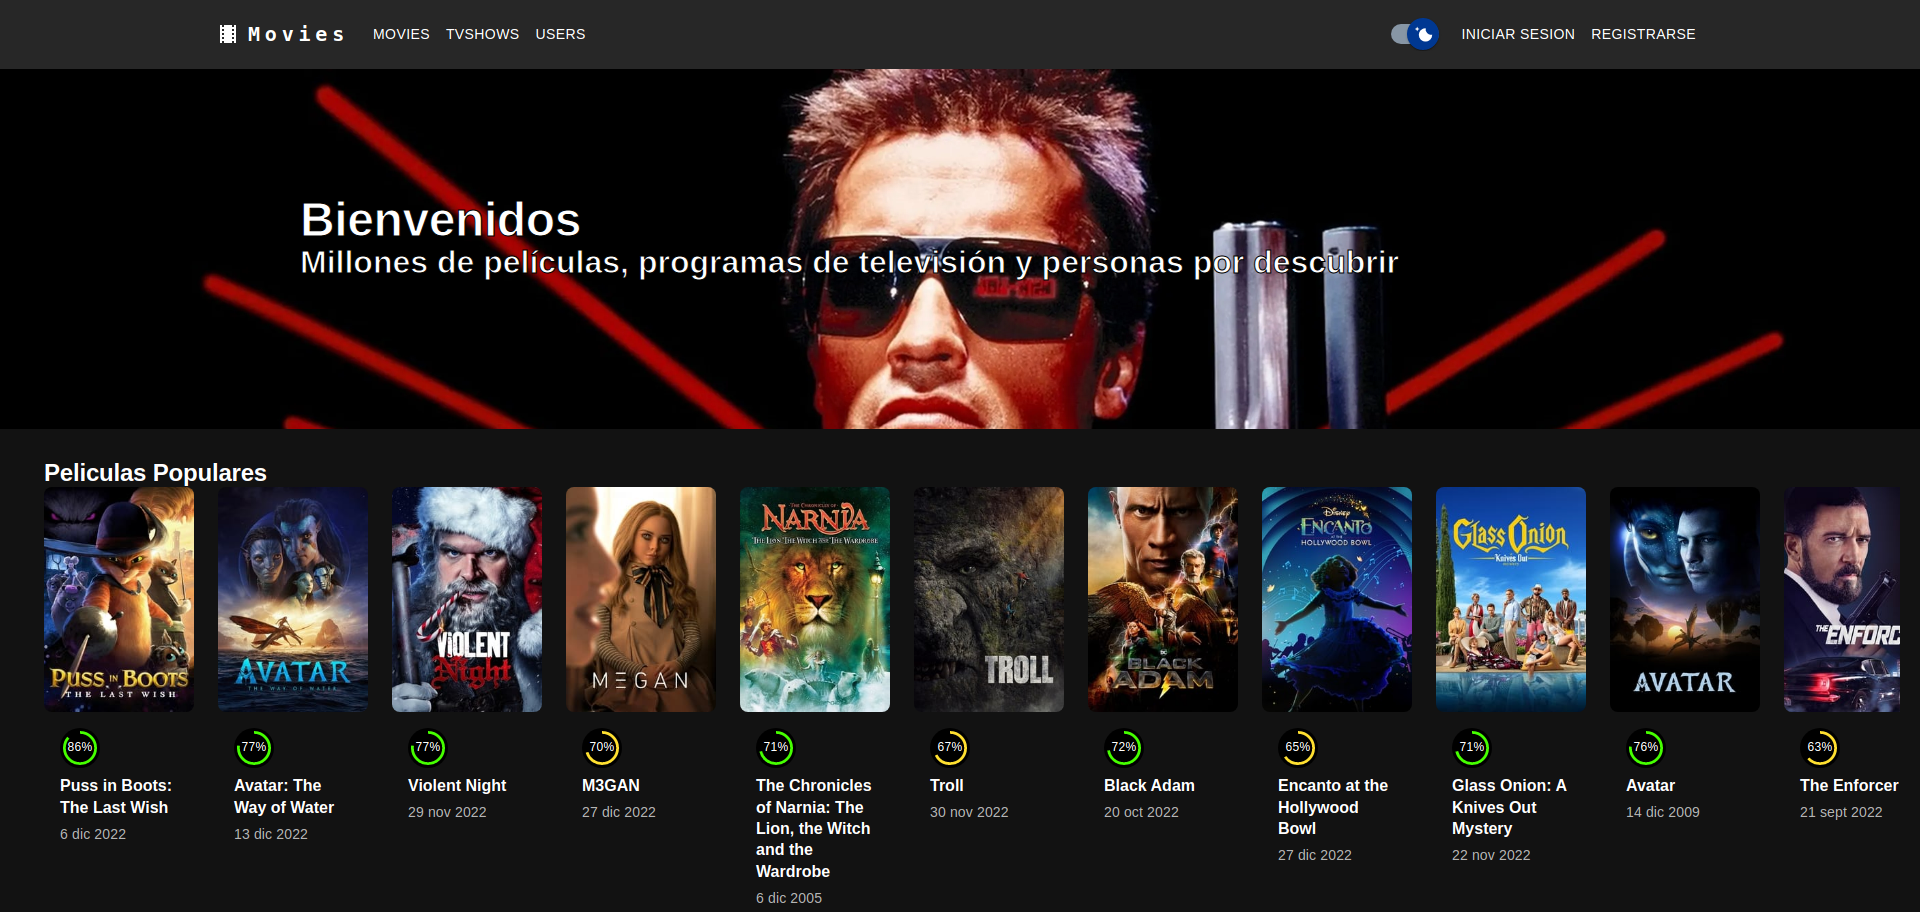 Movies MOVIES TVSHOWS USERS INICIAR SESION REGISTRARSE
Bienvenidos
Millones de películas, programas de televisión y personas por descubrir
Peliculas Populares
PUSS IN BOOTS
THE LAST WISH
AVATAR
THE WAY OF WATER
VIOLENT
Night
M3GAN
THE CHRONICLES OF
NARNIA
THE LION, THE WITCH AND THE WARDROBE
TROLL
DC
BLACK
ADAM
Disney
ENCANTO
AT THE
HOLLYWOOD BOWL
Glass Onion
Knives Out
AVATAR
THE ENFORC
86%
77%
77%
70%
71%
67%
72%
65%
71%
76%
63%
Puss in Boots:
The Last Wish
6 dic 2022
Avatar: The
Way of Water
13 dic 2022
Violent Night
29 nov 2022
M3GAN
27 dic 2022
The Chronicles
of Narnia: The
Lion, the Witch
and the
Wardrobe
6 dic 2005
Troll
30 nov 2022
Black Adam
20 oct 2022
Encanto at the
Hollywood
Bowl
27 dic 2022
Glass Onion: A
Knives Out
Mystery
22 nov 2022
Avatar
14 dic 2009
The Enforcer
21 sept 2022